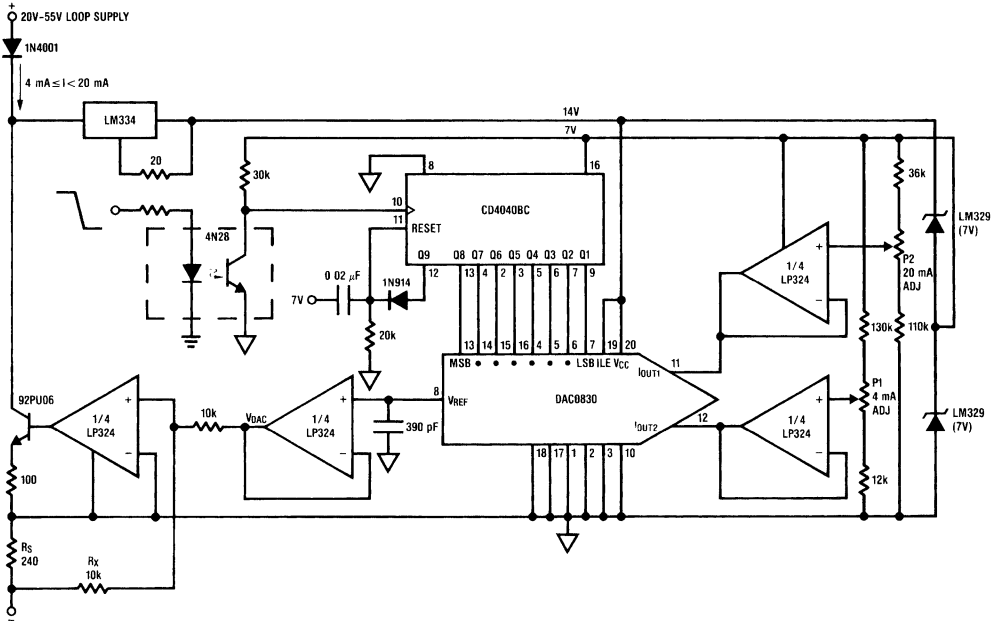 +
20V–55V LOOP SUPPLY
1N4001
4 mA ≤ I < 20 mA
LM334
14V
7V
20
30k
8
16
36k
10
11
CD4040BC
RESET
LM329
(7V)
4N28
Q9
Q8 Q7 Q6 Q5 Q4 Q3 Q2 Q1
+
1/4
LP324
–
P2
20 mA
ADJ
12
13 4 2 3 5 6 7 9
0 02 µF
1N914
7V
20k
130k
110k
13 14 15 16 4 5 6 7 19 20
MSB
LSB ILE VCC
IOUT1
11
92PU06
1/4
LP324
+
–
10k
VDAC
1/4
LP324
+
–
8
VREF
DAC0830
390 pF
IOUT2
12
1/4
LP324
+
–
P1
4 mA
ADJ
LM329
(7V)
18 17 1 2 3 10
100
12k
RS
240
RX
10k
–